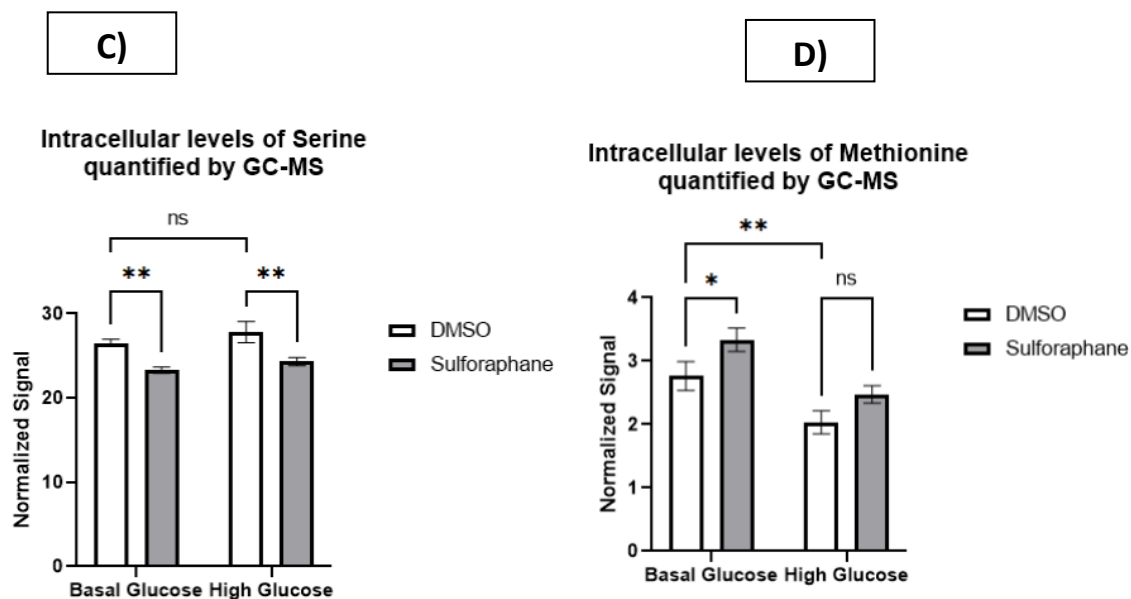 C)
Intracellular levels of Serine
quantified by GC-MS
ns
**
**
30
20
10
0
Normalized Signal
Basal Glucose
High Glucose
DMSO
Sulforaphane
D)
Intracellular levels of Methionine
quantified by GC-MS
**
*
ns
4
3
2
1
0
Normalized Signal
Basal Glucose
High Glucose
DMSO
Sulforaphane